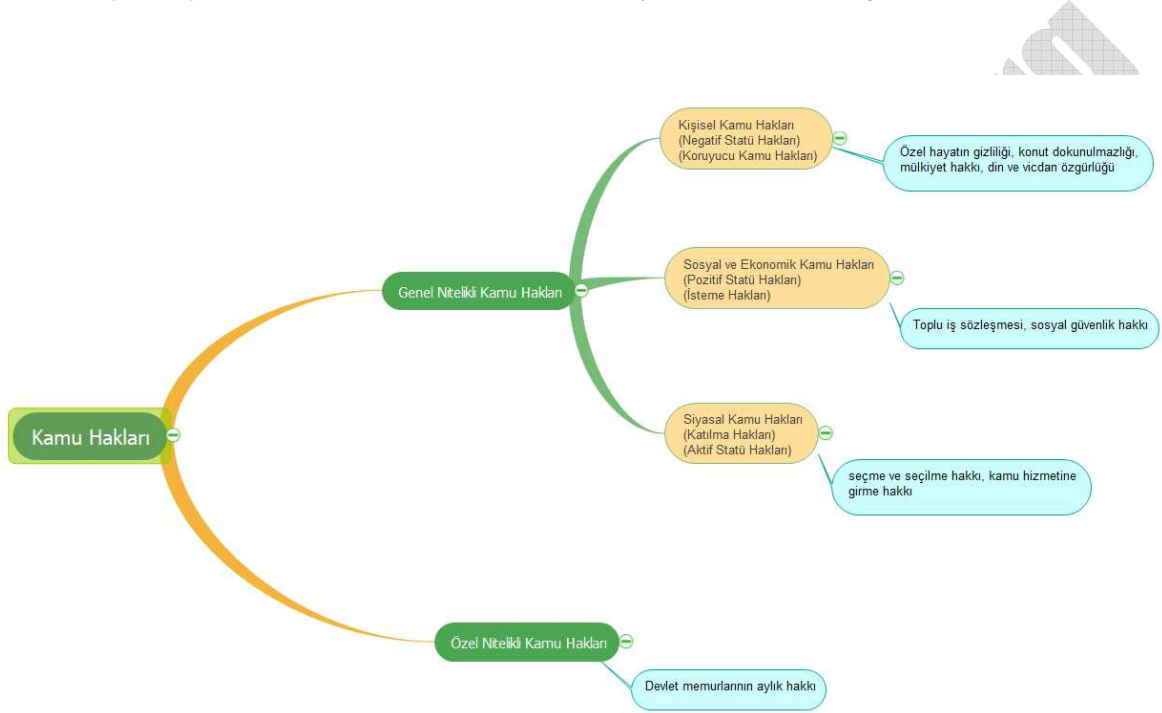 Kişisel Kamu Hakları
(Negatif Statü Hakları)
(Koruyucu Kamu Hakları)
Özel hayatın gizliliği, konut dokunulmazlığı,
mülkiyet hakkı, din ve vicdan özgürlüğü
Genel Nitelikli Kamu Hakları
Sosyal ve Ekonomik Kamu Hakları
(Pozitif Statü Hakları)
(İsteme Hakları)
Toplu iş sözleşmesi, sosyal güvenlik hakkı
Kamu Hakları
Siyasal Kamu Hakları
(Katılma Hakları)
(Aktif Statü Hakları)
seçme ve seçilme hakkı, kamu hizmetine
girme hakkı
Özel Nitelikli Kamu Hakları
Devlet memurlarının aylık hakkı